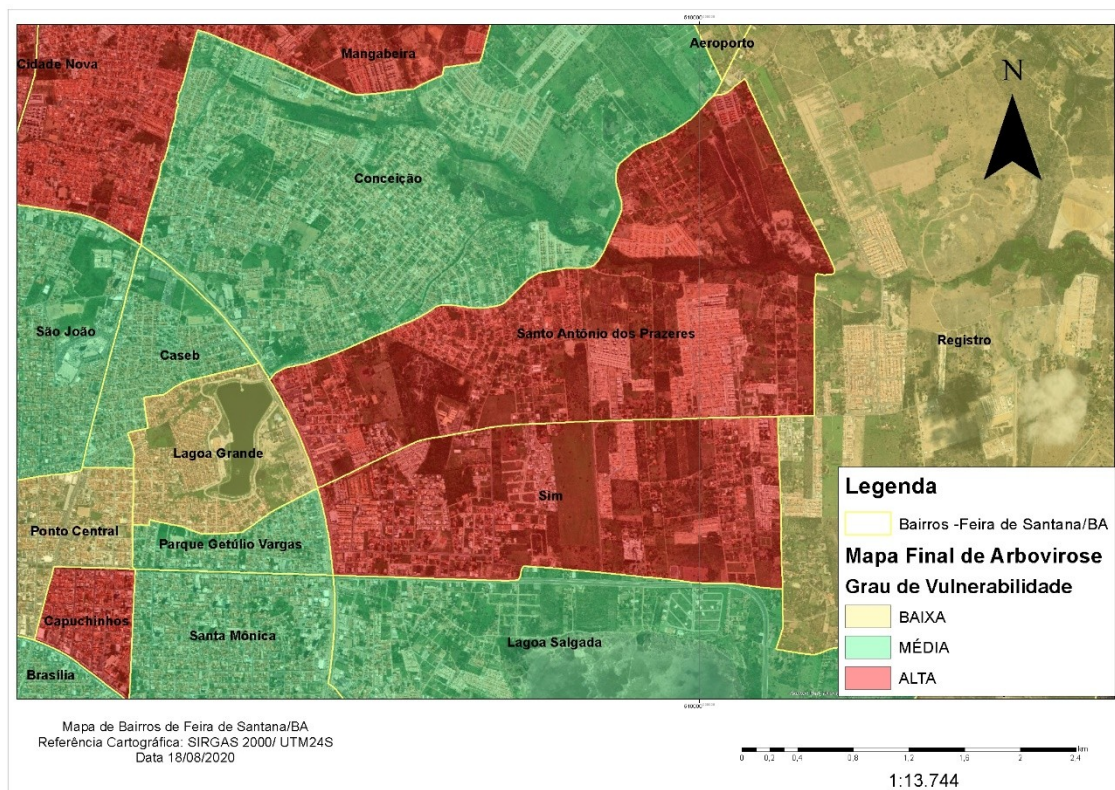 610000
Mangabeira
Aeroporto
Cidade Nova
N
Conceição
São João
Caseb
Santo Antônio dos Prazeres
Registro
Lagoa Grande
Sim
Ponto Central
Parque Getúlio Vargas
Capuchinhos
Santa Mônica
Lagoa Salgada
Brasília
Legenda
Bairros -Feira de Santana/BA
Mapa Final de Arbovirose
Grau de Vulnerabilidade
BAIXA
MÉDIA
ALTA
610000
Mapa de Bairros de Feira de Santana/BA
Referência Cartográfica: SIRGAS 2000/ UTM24S
Data 18/08/2020
km
0 0,2 0,4 0,8 1,2 1,6 2 2,4
1:13.744